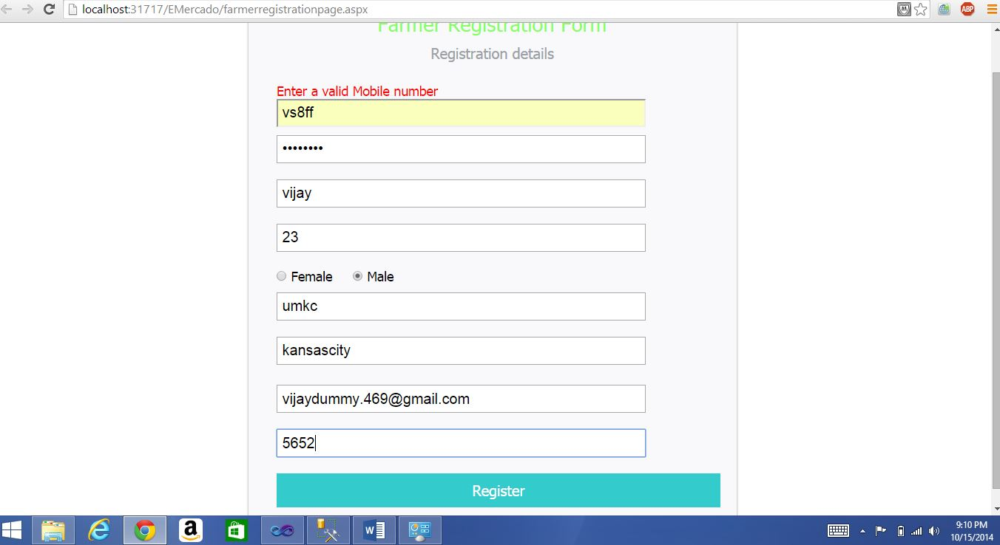 localhost:31717/EMercado/farmerregistrationpage.aspx
ABP
Farmer Registration Form
Registration details
Enter a valid Mobile number
vs8ff
••••••••
vijay
23
Female Male
umkc
kansascity
vijaydummy.469@gmail.com
5652
Register
9:10 PM
10/15/2014